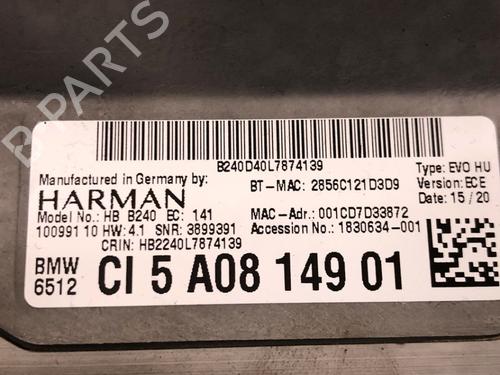 B PARTS
B240D40L7874139
Manufactured in Germany by:
HARMAN
BT-MAC: 2856C121D3D9
Type: EVO HU
Version: ECE
Date: 15 / 20
Model No.: HB B240 EC: 141
MAC-Adr.: 001CD7D33872
100991 10 HW: 4.1 SNR: 3899391
Accession No.: 1830634-001
CRIN: HB2240L7874139
BMW
6512
CI 5 A08 149 01